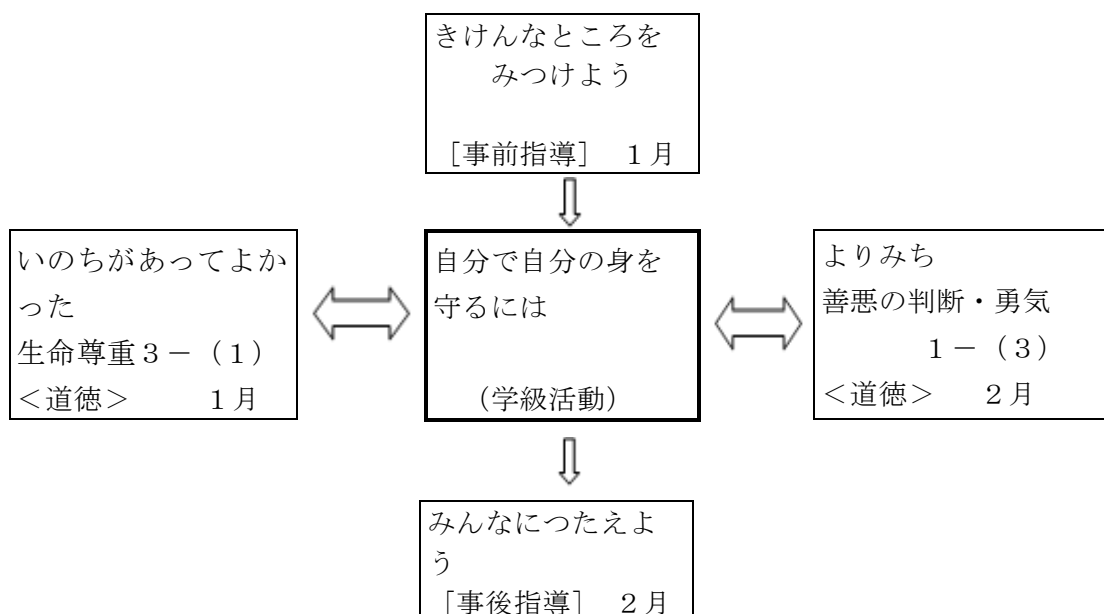 きけんなところを
みつけよう
［事前指導］　１月
いのちがあってよか
った
生命尊重３－（１）
＜道徳＞　　１月
自分で自分の身を
守るには
（学級活動）
よりみち
善悪の判断・勇気
１－（３）
＜道徳＞　２月
みんなにつたえよ
う
［事後指導］　２月